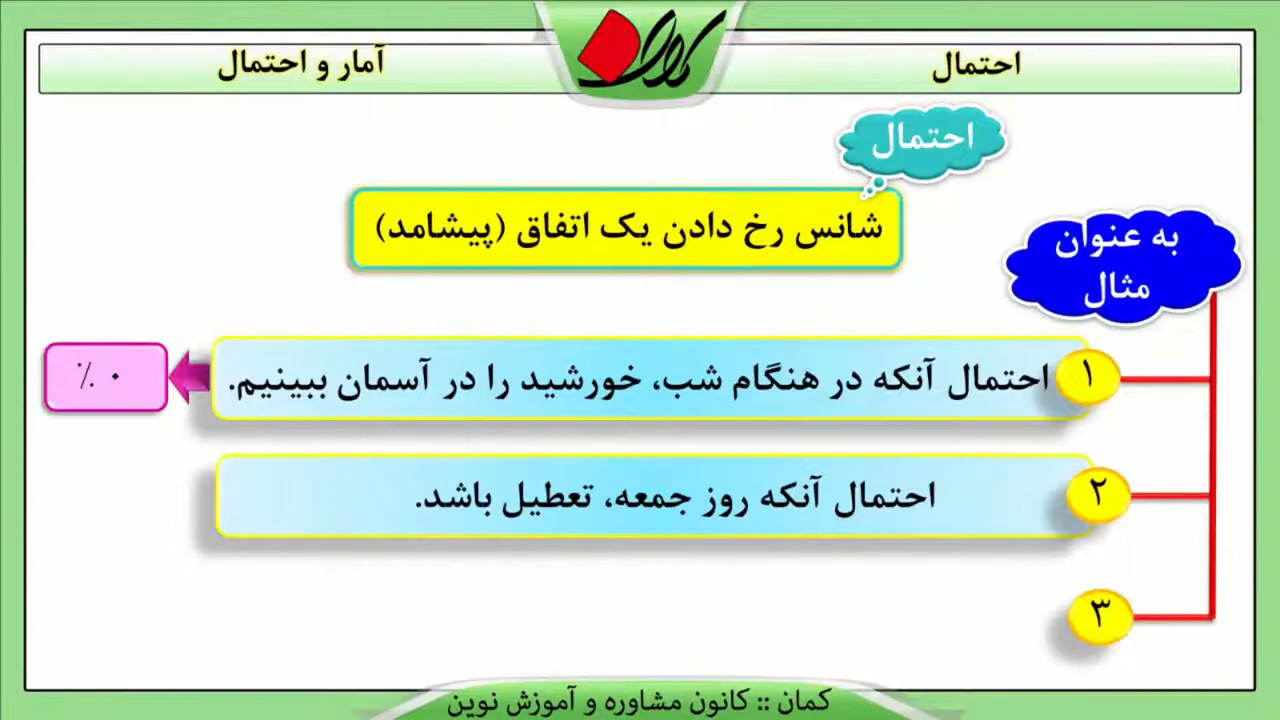 احتمال
آمار و احتمال
کمان
احتمال
شانس رخ دادن یک اتفاق (پیشامد)
به عنوان
مثال
۱
احتمال آنکه در هنگام شب، خورشید را در آسمان ببینیم.
۰ ٪
۲
احتمال آنکه روز جمعه، تعطیل باشد.
۳
کمان :: کانون مشاوره و آموزش نوین